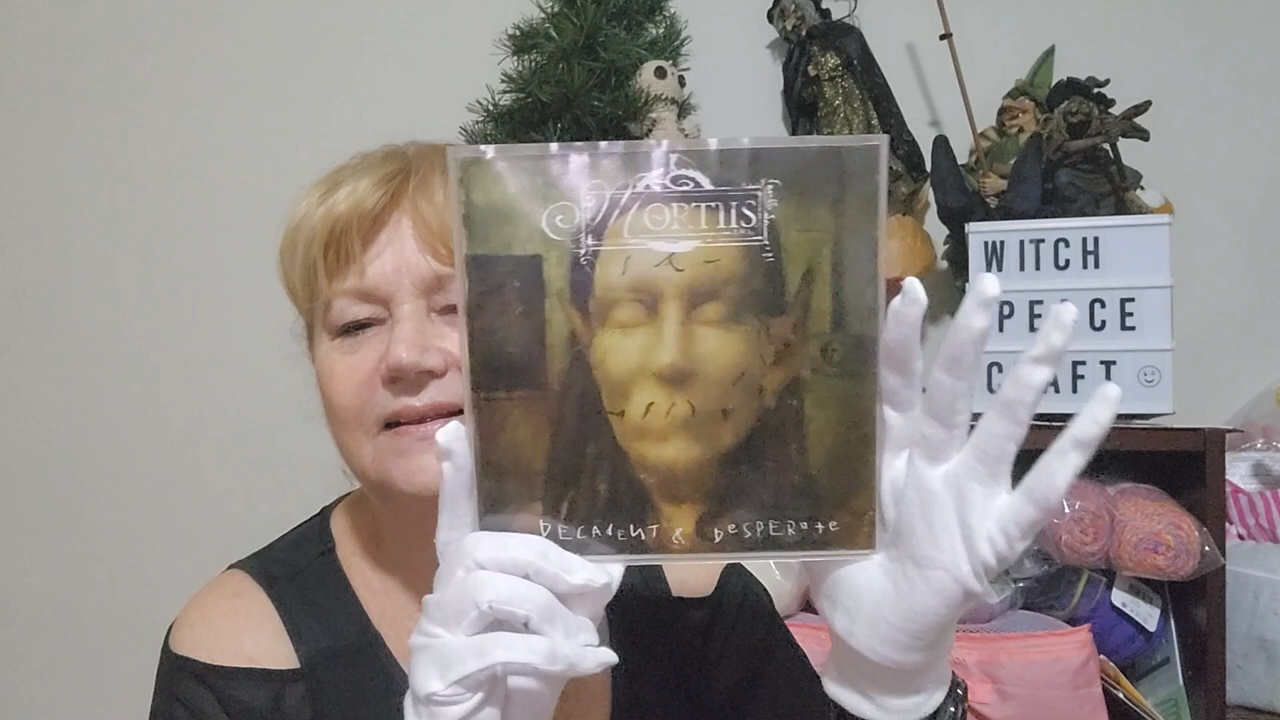 MORTIIS
DECADENT & DESPERATE
WITCH
PEACE
CRAFT ☺